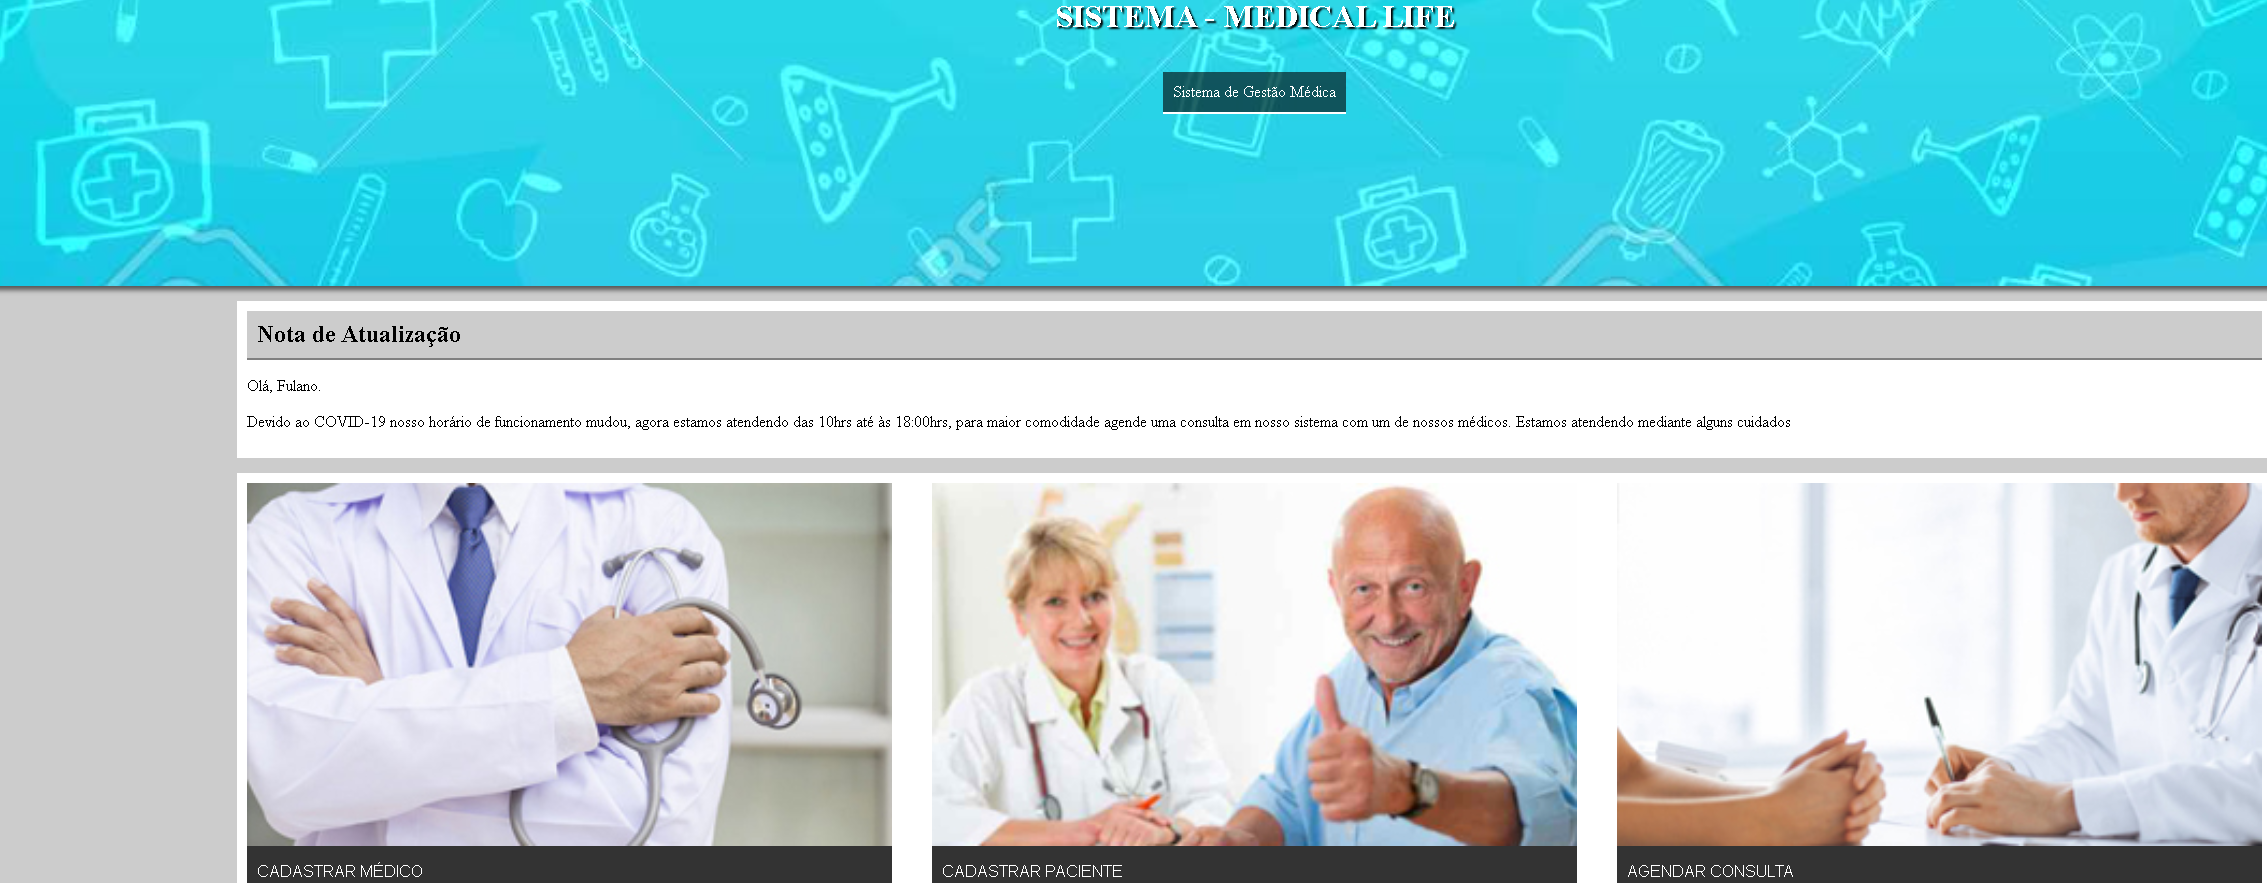 SISTEMA - MEDICAL LIFE
Sistema de Gestão Médica
Nota de Atualização
Olá, Fulano.
Devido ao COVID-19 nosso horário de funcionamento mudou, agora estamos atendendo das 10hrs até às 18:00hrs, para maior comodidade agende uma consulta em nosso sistema com um de nossos médicos. Estamos atendendo mediante alguns cuidados
CADASTRAR MÉDICO
CADASTRAR PACIENTE
AGENDAR CONSULTA